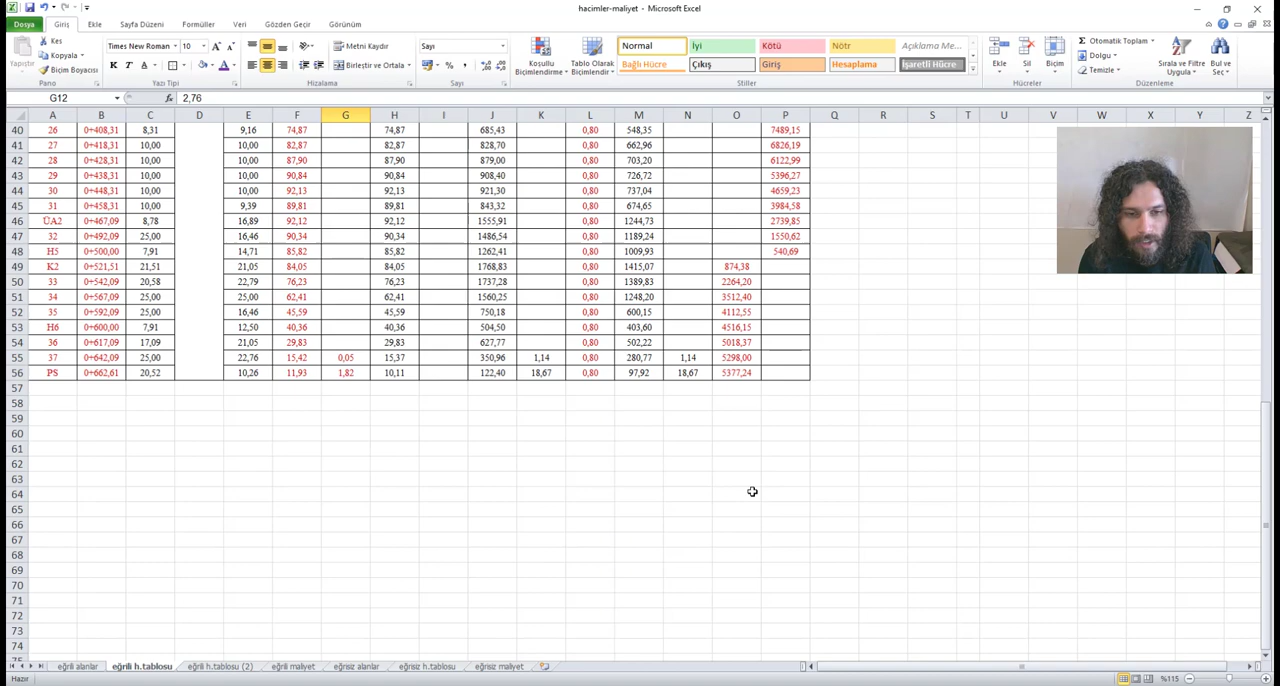 hacimler-maliyet - Microsoft Excel
Dosya Giriş Ekle Sayfa Düzeni Formüller Veri Gözden Geçir Görünüm
Yapıştır
Kes
Kopyala
Biçim Boyacısı
Pano
Times New Roman 10
K T A
Yazı Tipi
Metni Kaydır
Birleştir ve Ortala
Hizalama
Sayı
Sayı
Koşullu Biçimlendirme
Tablo Olarak Biçimlendir
Normal İyi Kötü Nötr Açıklama Me...
Bağlı Hücre Çıkış Giriş Hesaplama İşaretli Hücre
Stiller
Ekle Sil Biçim
Hücreler
Σ Otomatik Toplam
Dolgu
Temizle
Sırala ve Filtre Uygula
Bul ve Seç
Düzenleme
G12 fx 2,76
A B C D E F G H I J K L M N O P Q R S T U V W X Y Z
40 26 0+408,31 8,31 9,16 74,87 74,87 685,43 0,80 548,35 7489,15
41 27 0+418,31 10,00 10,00 82,87 82,87 828,70 0,80 662,96 6826,19
42 28 0+428,31 10,00 10,00 87,90 87,90 879,00 0,80 703,20 6122,99
43 29 0+438,31 10,00 10,00 90,84 90,84 908,40 0,80 726,72 5396,27
44 30 0+448,31 10,00 10,00 92,13 92,13 921,30 0,80 737,04 4659,23
45 31 0+458,31 10,00 9,39 89,81 89,81 843,32 0,80 674,65 3984,58
46 ÜA2 0+467,09 8,78 16,89 92,12 92,12 1555,91 0,80 1244,73 2739,85
47 32 0+492,09 25,00 16,46 90,34 90,34 1486,54 0,80 1189,24 1550,62
48 H5 0+500,00 7,91 14,71 85,82 85,82 1262,41 0,80 1009,93 540,69
49 K2 0+521,51 21,51 21,05 84,05 84,05 1768,83 0,80 1415,07 874,38
50 33 0+542,09 20,58 22,79 76,23 76,23 1737,28 0,80 1389,83 2264,20
51 34 0+567,09 25,00 25,00 62,41 62,41 1560,25 0,80 1248,20 3512,40
52 35 0+592,09 25,00 16,46 45,59 45,59 750,18 0,80 600,15 4112,55
53 H6 0+600,00 7,91 12,50 40,36 40,36 504,50 0,80 403,60 4516,15
54 36 0+617,09 17,09 21,05 29,83 29,83 627,77 0,80 502,22 5018,37
55 37 0+642,09 25,00 22,76 15,42 0,05 15,37 350,96 1,14 0,80 280,77 1,14 5298,00
56 PS 0+662,61 20,52 10,26 11,93 1,82 10,11 122,40 18,67 0,80 97,92 18,67 5377,24
57
58
59
60
61
62
63
64
65
66
67
68
69
70
71
72
73
74
75
eğrili alanlar eğrili h.tablosu eğrili h.tablosu (2) eğrili maliyet eğrisiz alanlar eğrisiz h.tablosu eğrisiz maliyet
Hazır %115